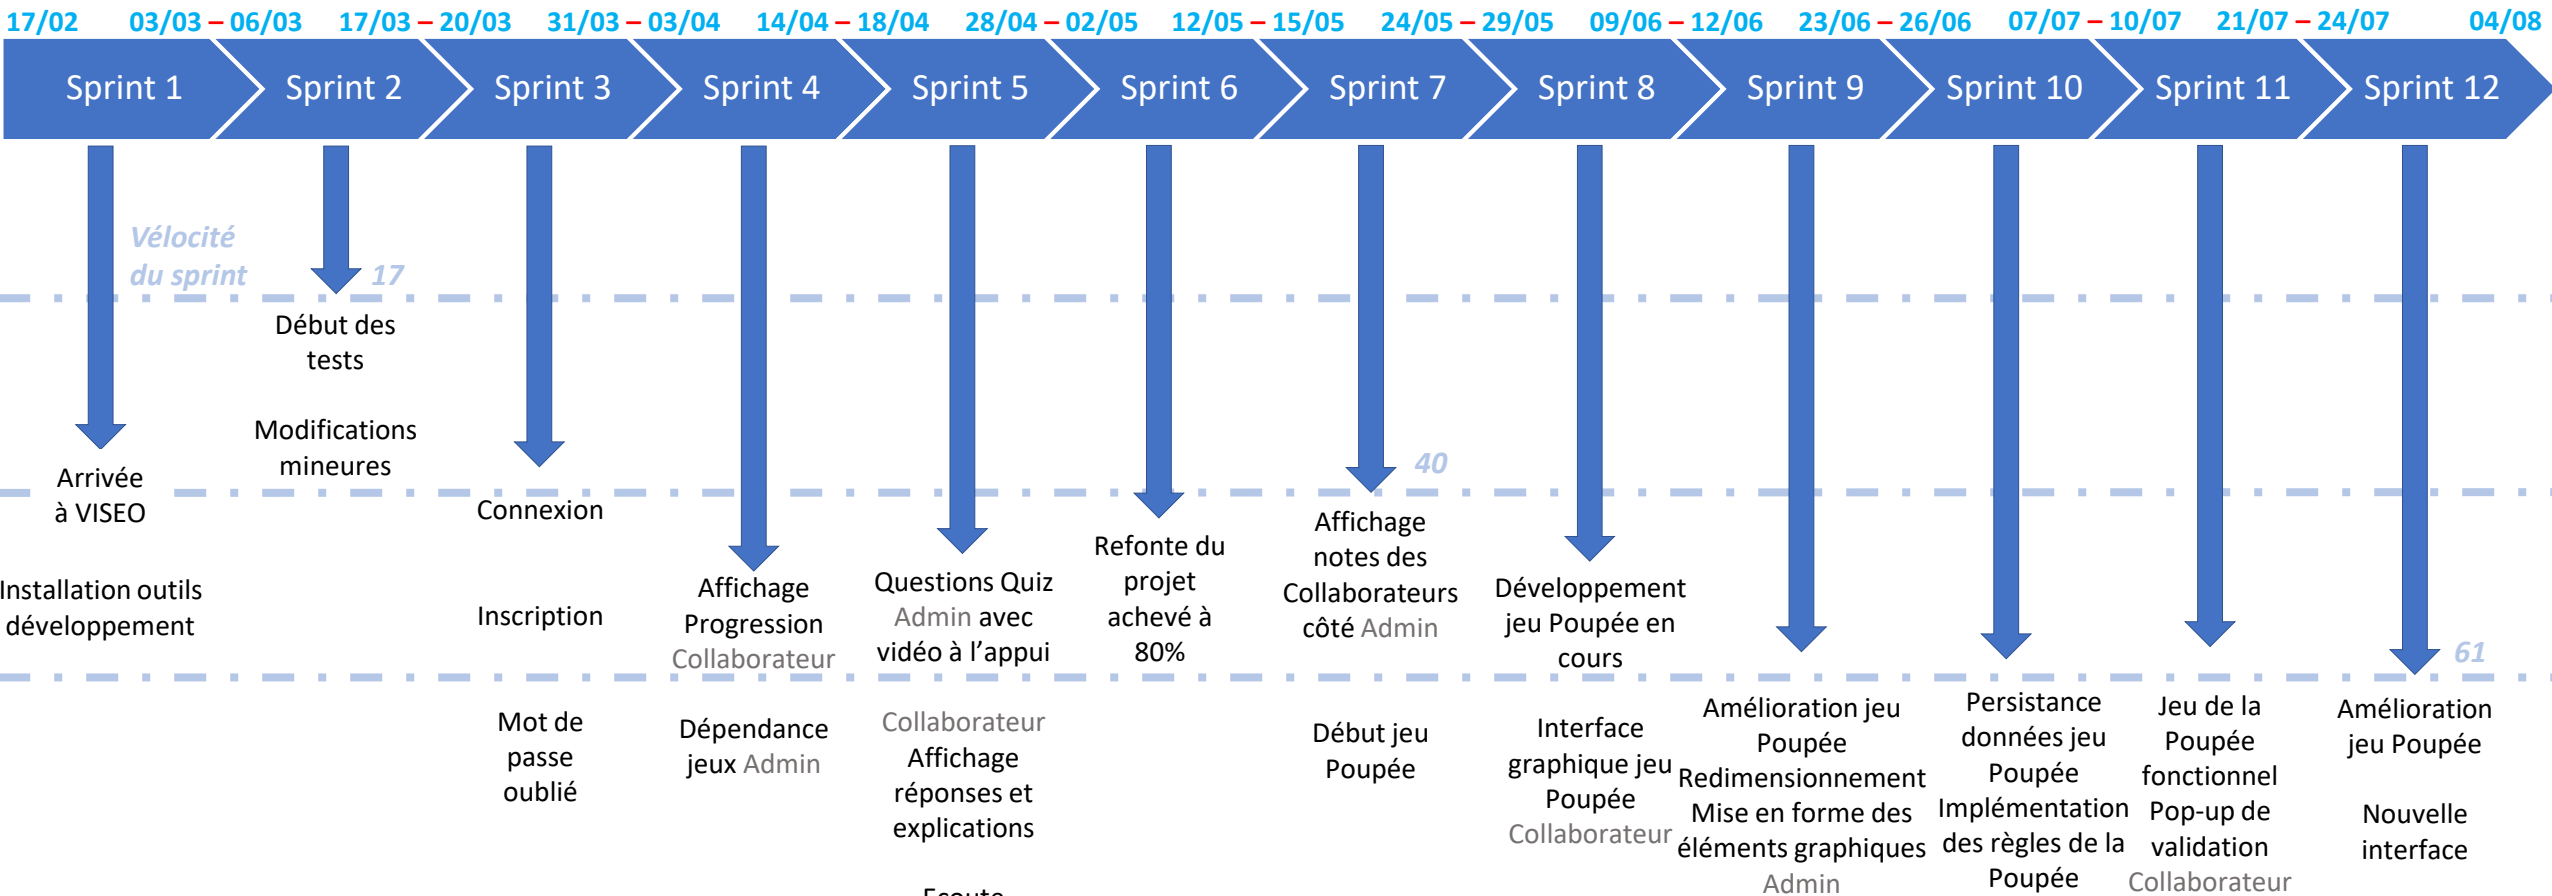 17/02 03/03 – 06/03 17/03 – 20/03 31/03 – 03/04 14/04 – 18/04 28/04 – 02/05 12/05 – 15/05 24/05 – 29/05 09/06 – 12/06 23/06 – 26/06 07/07 – 10/07 21/07 – 24/07 04/08
Sprint 1
Sprint 2
Sprint 3
Sprint 4
Sprint 5
Sprint 6
Sprint 7
Sprint 8
Sprint 9
Sprint 10
Sprint 11
Sprint 12
Vélocité
du sprint
17
40
61
Arrivée
à VISEO
Installation outils
développement
Début des
tests
Modifications
mineures
Connexion
Inscription
Mot de
passe
oublié
Affichage
Progression
Collaborateur
Dépendance
jeux Admin
Questions Quiz
Admin avec
vidéo à l'appui
Collaborateur
Affichage
réponses et
explications
Ecoute
Refonte du
projet
achevé à
80%
Affichage
notes des
Collaborateurs
côté Admin
Début jeu
Poupée
Développement
jeu Poupée en
cours
Interface
graphique jeu
Poupée
Collaborateur
Amélioration jeu
Poupée
Redimensionnement
Mise en forme des
éléments graphiques
Admin
Persistance
données jeu
Poupée
Implémentation
des règles de la
Poupée
Jeu de la
Poupée
fonctionnel
Pop-up de
validation
Collaborateur
Amélioration
jeu Poupée
Nouvelle
interface